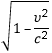 √(1 - v²/c²)